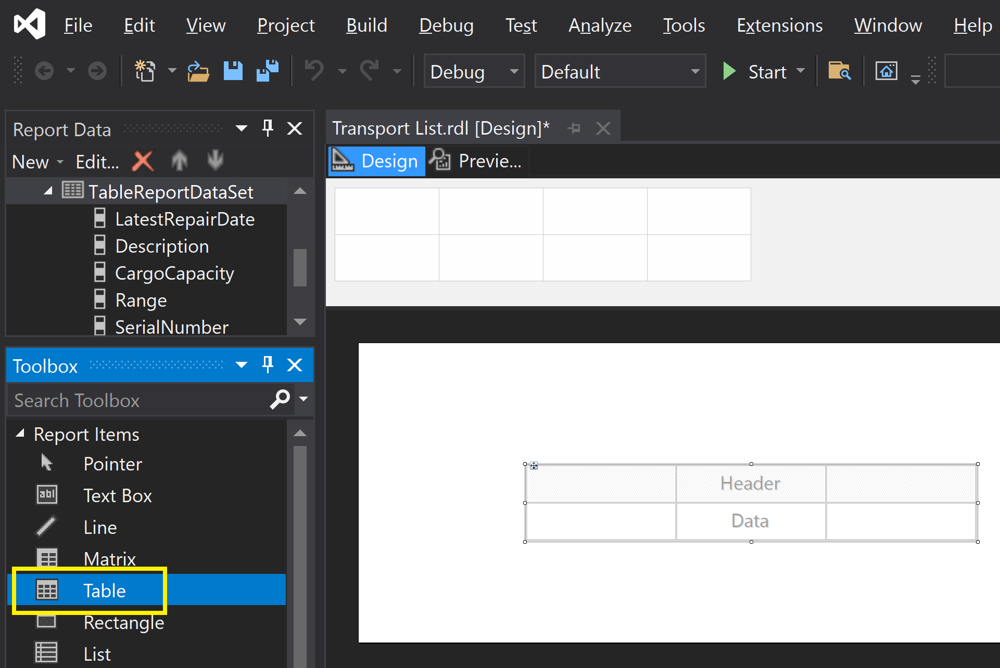 File Edit View Project Build Debug Test Analyze Tools Extensions Window Help
Debug Default Start
Report Data
New Edit...
TableReportDataSet
LatestRepairDate
Description
CargoCapacity
Range
SerialNumber
Toolbox
Search Toolbox
Report Items
Pointer
abl Text Box
Line
Matrix
Table
Rectangle
List
Transport List.rdl [Design]*
Design Previe...
Header
Data